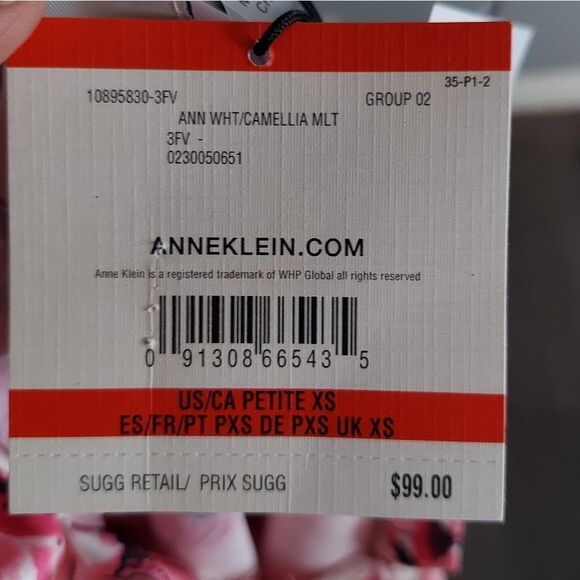 35-P1-2
10895830-3FV GROUP 02
ANN WHT/CAMELLIA MLT
3FV -
0230050651
ANNEKLEIN.COM
Anne Klein is a registered trademark of WHP Global all rights reserved
0 91308 66543 5
US/CA PETITE XS
ES/FR/PT PXS DE PXS UK XS
SUGG RETAIL/ PRIX SUGG $99.00